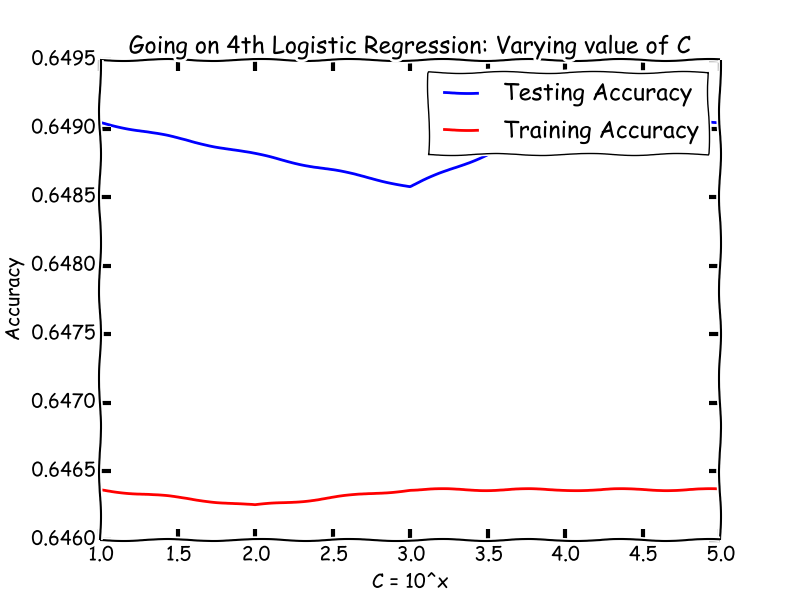 Going on 4th Logistic Regression: Varying value of C
0.6495
0.6490
0.6485
0.6480
0.6475
0.6470
0.6465
0.6460
Accuracy
Testing Accuracy
Training Accuracy
1.0 1.5 2.0 2.5 3.0 3.5 4.0 4.5 5.0
C = 10^x